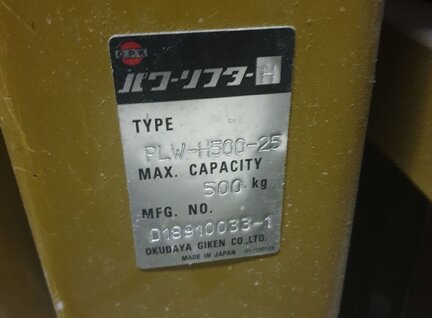 O.P.K
パワーリフターH
TYPE
PLW-H500-25
MAX. CAPACITY
500 kg
MFG. NO.
D18910033-1
OKUDAYA GIKEN CO.,LTD.
MADE IN JAPAN